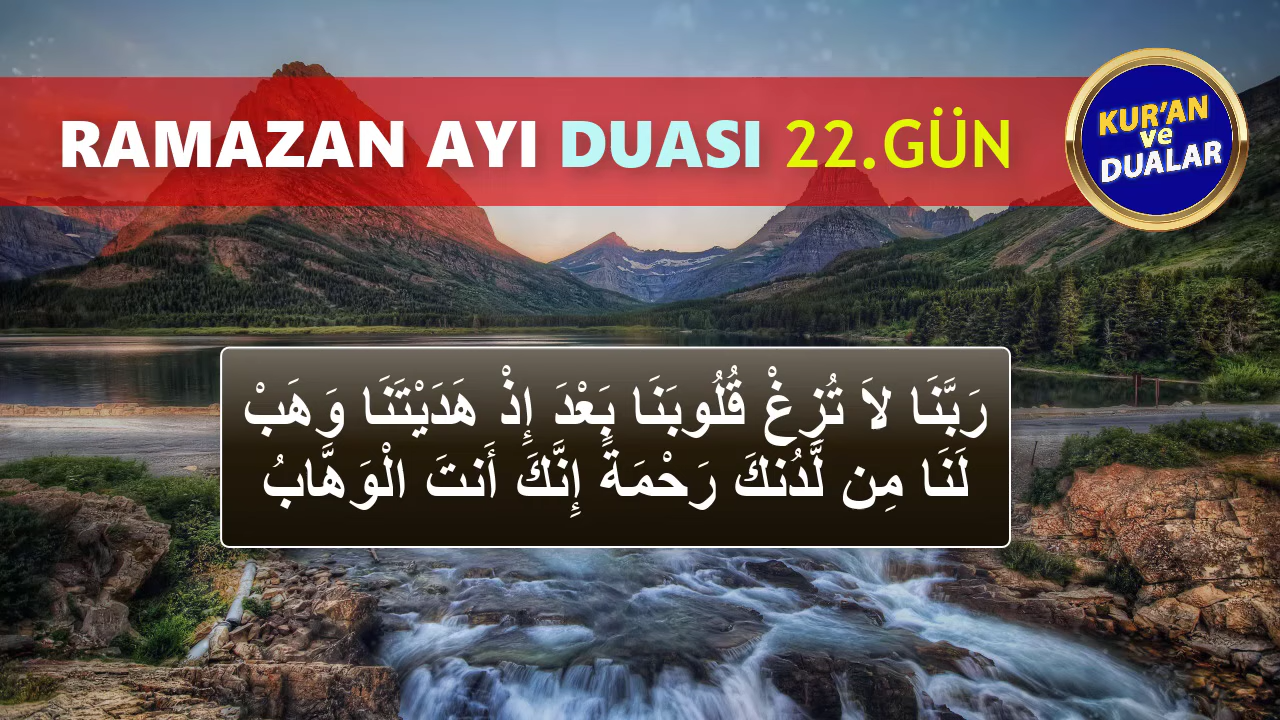 RAMAZAN AYI DUASI 22.GÜN
KUR'AN
ve
DUALAR
رَبَّنَا لاَ تُزِغْ قُلُوبَنَا بَعْدَ إِذْ هَدَيْتَنَا وَهَبْ
لَنَا مِن لَّدُنكَ رَحْمَةً إِنَّكَ أَنتَ الْوَهَّابُ